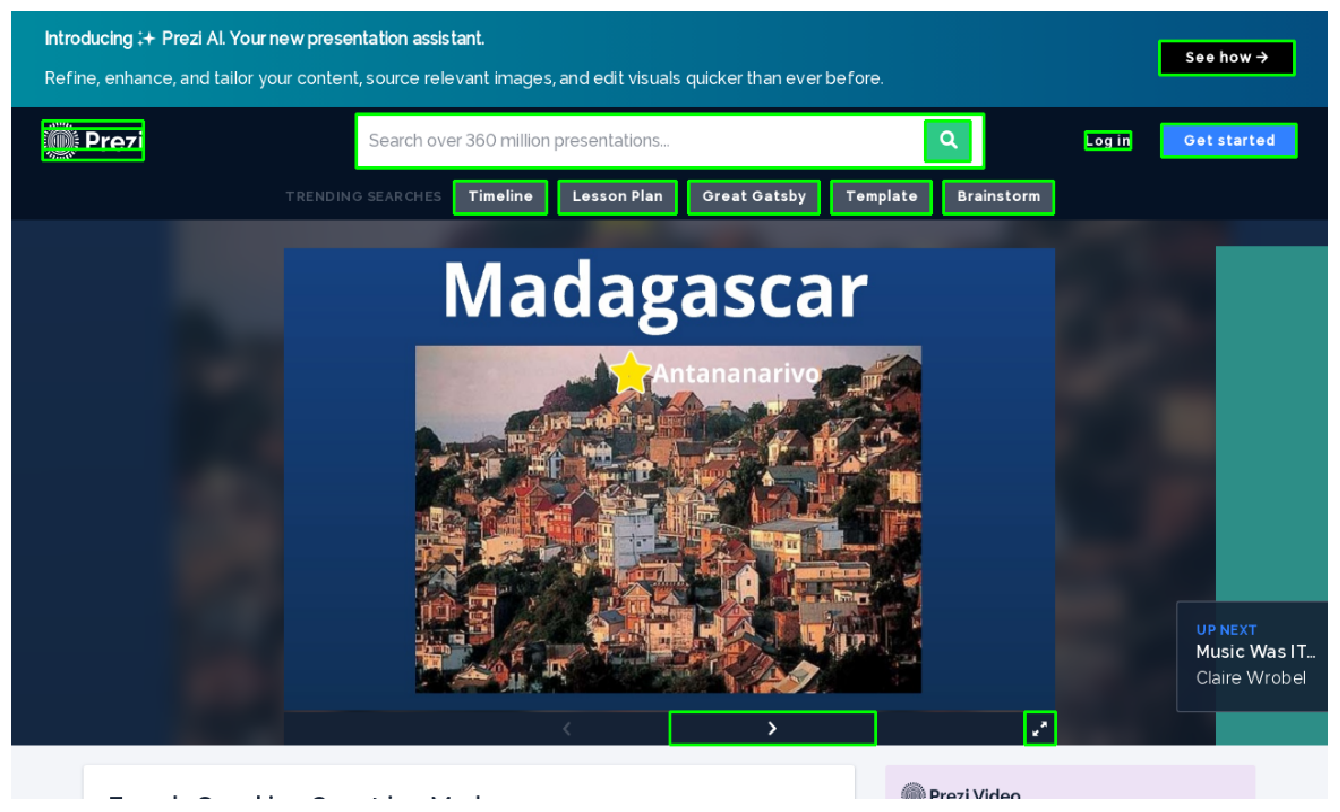 Introducing Prezi AI. Your new presentation assistant.
Refine, enhance, and tailor your content, source relevant images, and edit visuals quicker than ever before.
See how →
Prezi
Search over 360 million presentations...
Log in
Get started
TRENDING SEARCHES Timeline Lesson Plan Great Gatsby Template Brainstorm
Madagascar
Antananarivo
UP NEXT
Music Was IT...
Claire Wrobel
Prezi Video